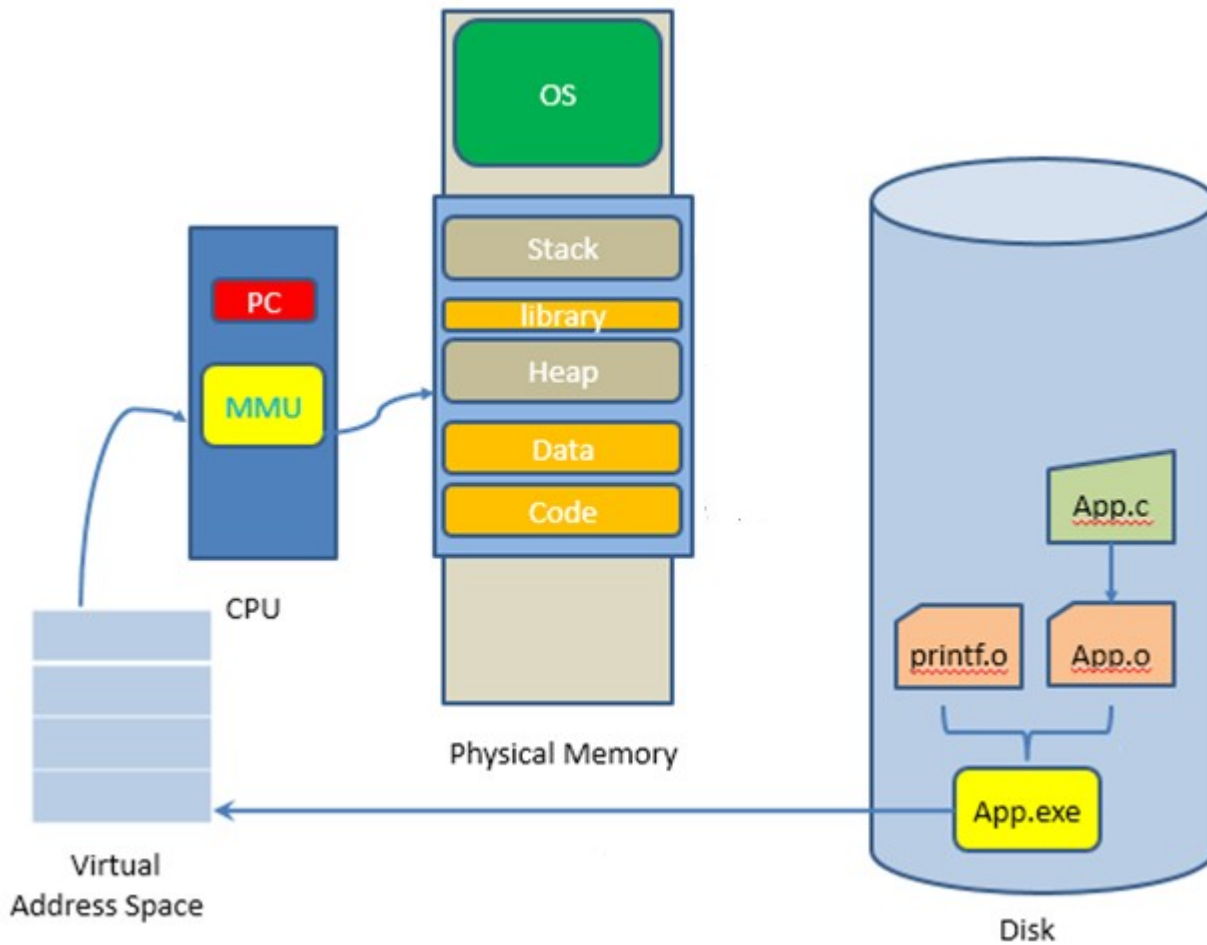 OS
Stack
library
Heap
Data
Code
PC
MMU
CPU
Physical Memory
Virtual
Address Space
App.c
printf.o
App.o
App.exe
Disk